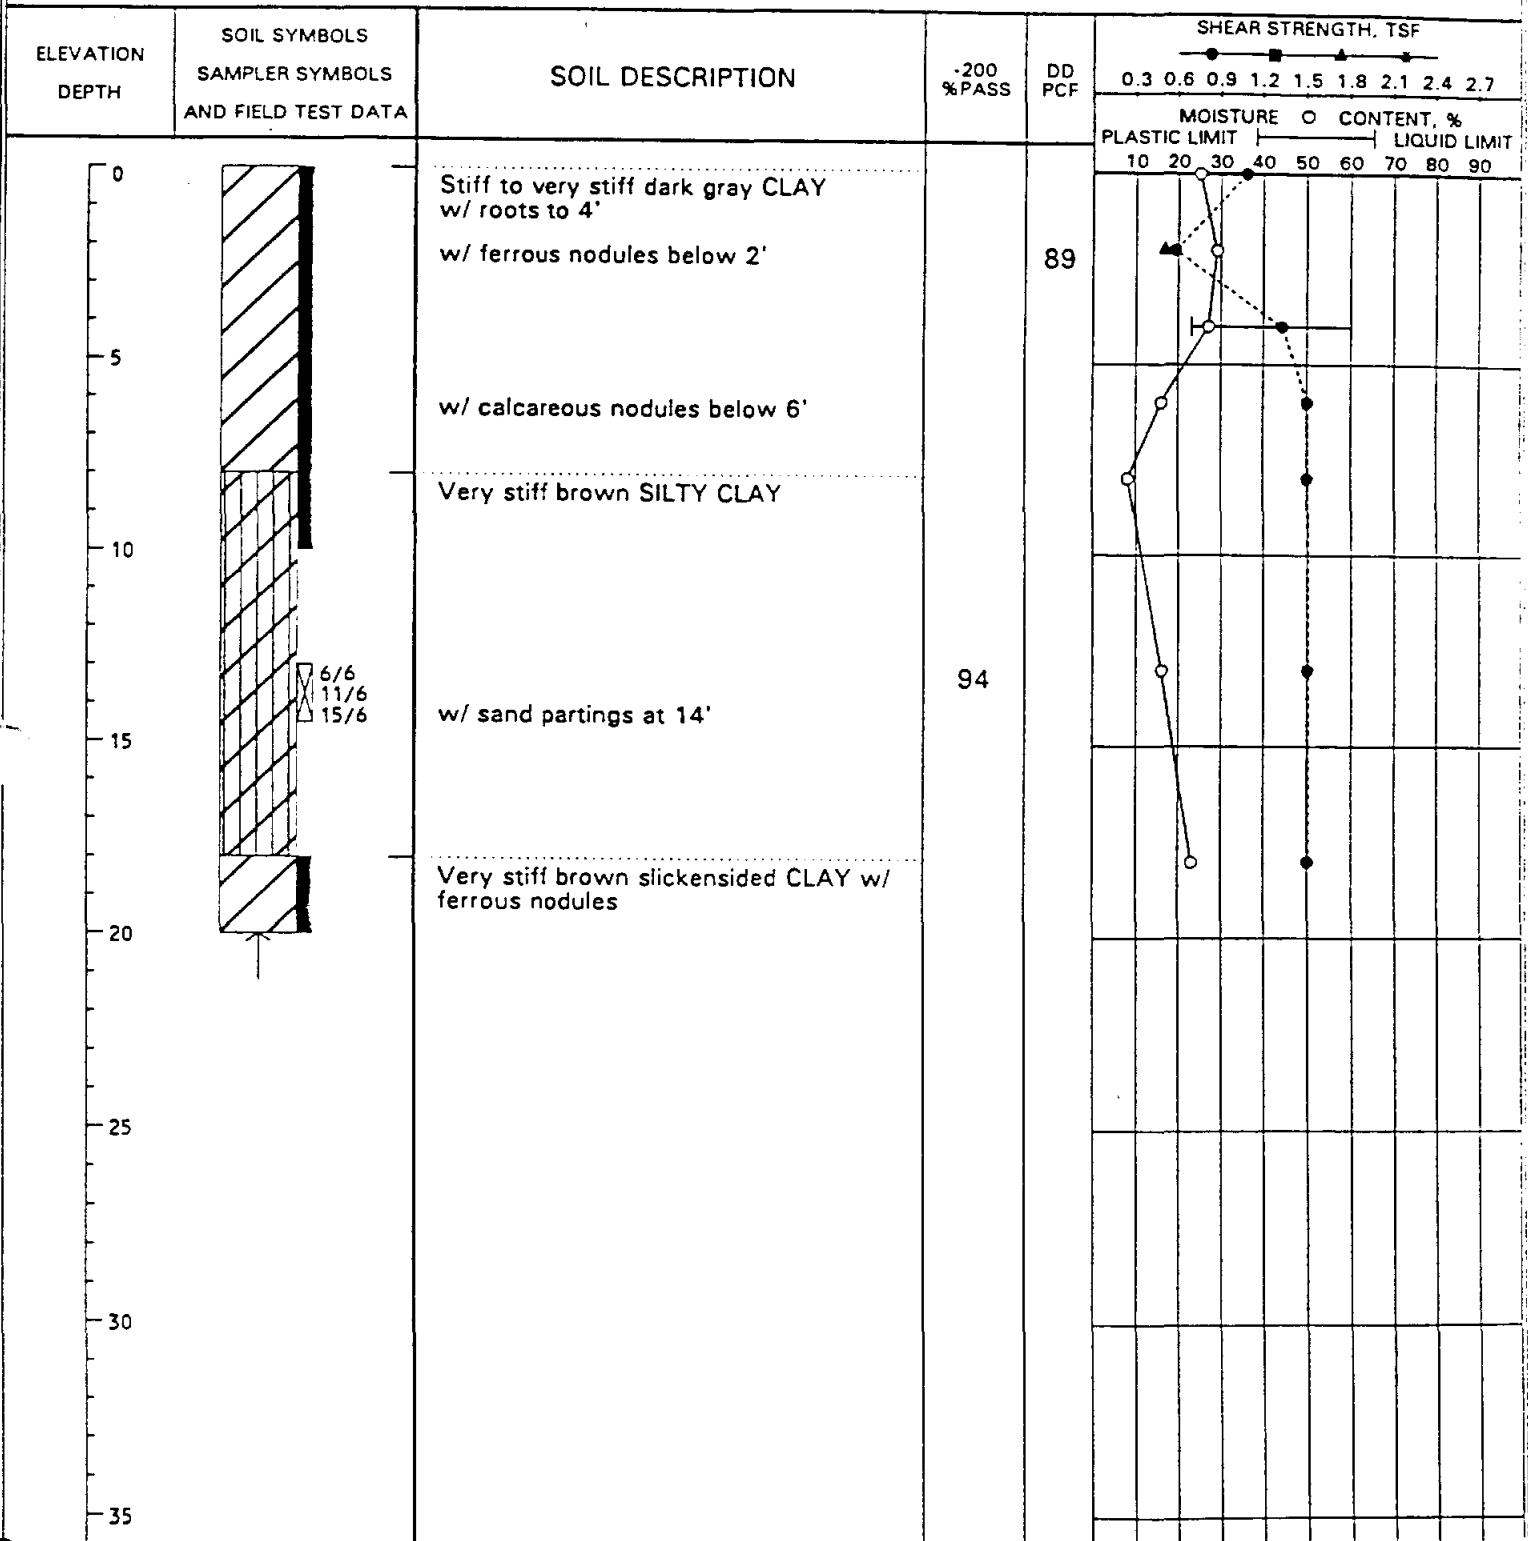 ELEVATION
DEPTH
SOIL SYMBOLS
SAMPLER SYMBOLS
AND FIELD TEST DATA
SOIL DESCRIPTION
-200
%PASS
DD
PCF
SHEAR STRENGTH, TSF
0.3 0.6 0.9 1.2 1.5 1.8 2.1 2.4 2.7
MOISTURE O CONTENT, %
PLASTIC LIMIT LIQUID LIMIT
10 20 30 40 50 60 70 80 90
0
Stiff to very stiff dark gray CLAY
w/ roots to 4'
w/ ferrous nodules below 2'
89
5
w/ calcareous nodules below 6'
Very stiff brown SILTY CLAY
10
6/6
11/6
15/6
94
w/ sand partings at 14'
15
Very stiff brown slickensided CLAY w/
ferrous nodules
20
25
30
35